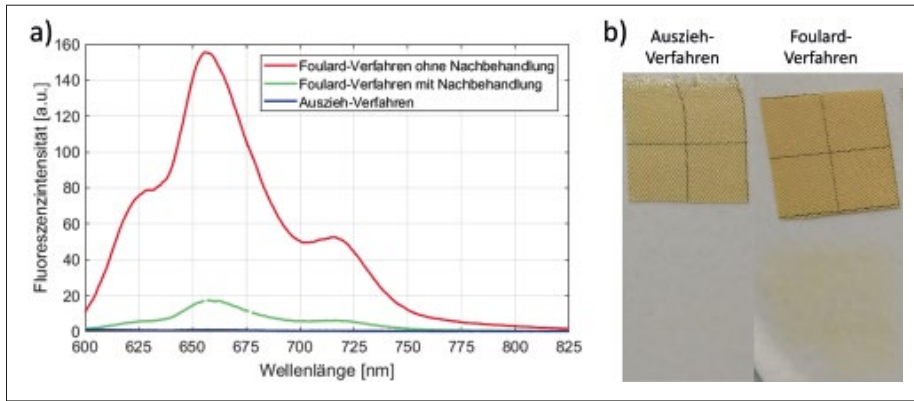 a)
160
140
120
100
80
60
40
20
0
Fluoreszenzintensität [a.u.]
Foulard-Verfahren ohne Nachbehandlung
Foulard-Verfahren mit Nachbehandlung
Auszieh-Verfahren
600 625 650 675 700 725 750 775 800 825
Wellenlänge [nm]
b)
Auszieh-
Verfahren
Foulard-
Verfahren